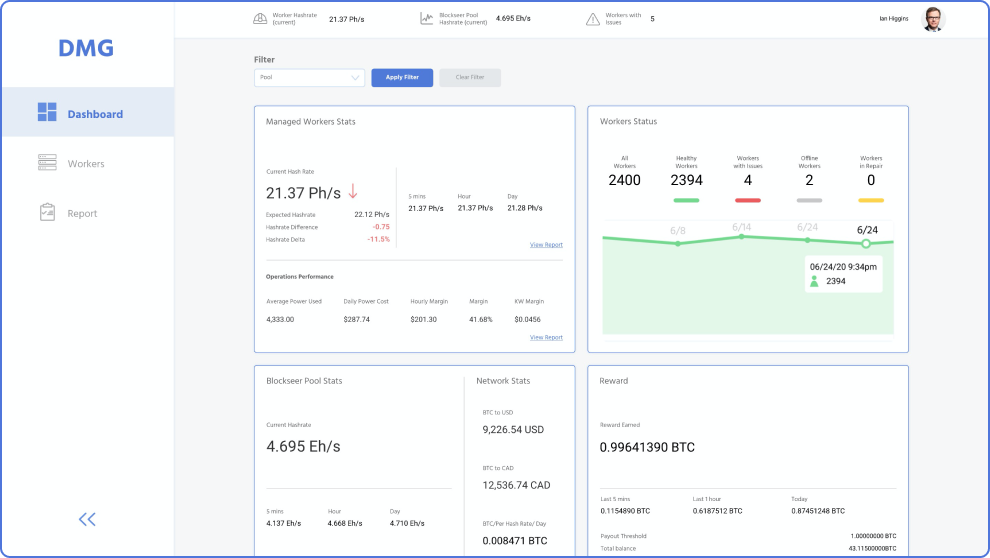 DMG
Dashboard
Workers
Report
Worker Hashrate (current)
21.37 Ph/s
Blockseer Pool Hashrate (current)
4.695 Eh/s
Workers with issues
5
Ian Higgins
Filter
Pool
Apply Filter
Clear Filter
Managed Workers Stats
Current Hash Rate
21.37 Ph/s
Expected Hashrate 22.12 Ph/s
Hashrate Difference -0.75
Hashrate Delta -11.5%
5 mins Hour Day
21.37 Ph/s 21.37 Ph/s 21.28 Ph/s
View Report
Operations Performance
Average Power Used Daily Power Cost Hourly Margin Margin KW Margin
4,333.00 $287.74 $201.30 41.68% $0.0456
View Report
Workers Status
All Workers Healthy Workers Workers with Issues Offline Workers Workers in Repair
2400 2394 4 2 0
6/8 6/14 6/24 6/24
06/24/20 9:34pm
2394
Blockseer Pool Stats
Current Hashrate
4.695 Eh/s
5 mins Hour Day
4.137 Eh/s 4.668 Eh/s 4.710 Eh/s
Network Stats
BTC to USD
9,226.54 USD
BTC to CAD
12,536.74 CAD
BTC/Per Hash Rate/ Day
0.008471 BTC
Reward
Reward Earned
0.99641390 BTC
Last 5 mins Last 1 hour Today
0.1154890 BTC 0.6187512 BTC 0.87451248 BTC
Payout Threshold 1.00000000 BTC
Total balance 43.11500000BTC